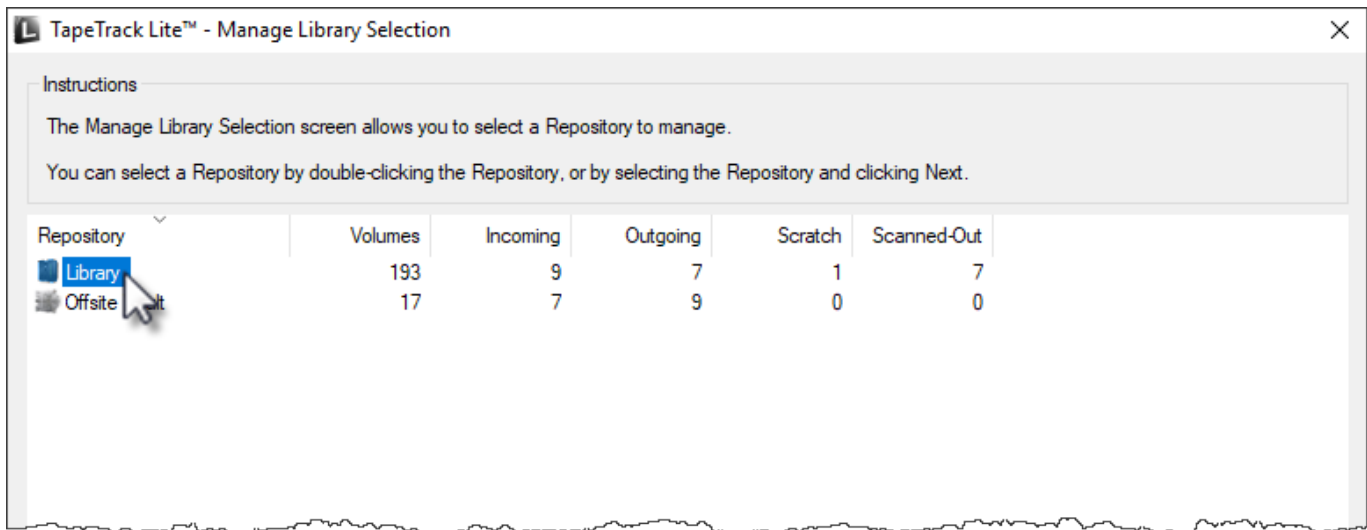 TapeTrack Lite™ - Manage Library Selection
Instructions
The Manage Library Selection screen allows you to select a Repository to manage.
You can select a Repository by double-clicking the Repository, or by selecting the Repository and clicking Next.
Repository Volumes Incoming Outgoing Scratch Scanned-Out
Library 193 9 7 1 7
Offsite 17 7 9 0 0